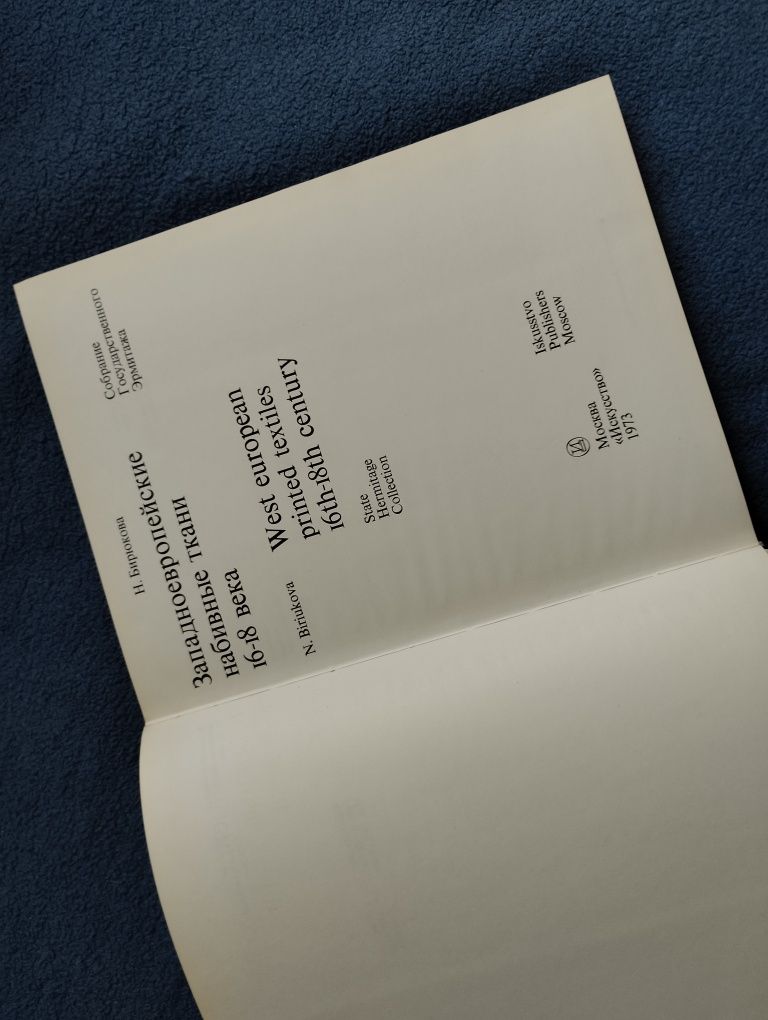 Собрание
Государственного
Эрмитажа
Н. Бирюкова
Западноевропейские
набивные ткани
16-18 века
N. Biriukova
West european
printed textiles
16th-18th century
State
Hermitage
Collection
Iskusstvo
Publishers
Moscow
И
Москва
«Искусство»
1973